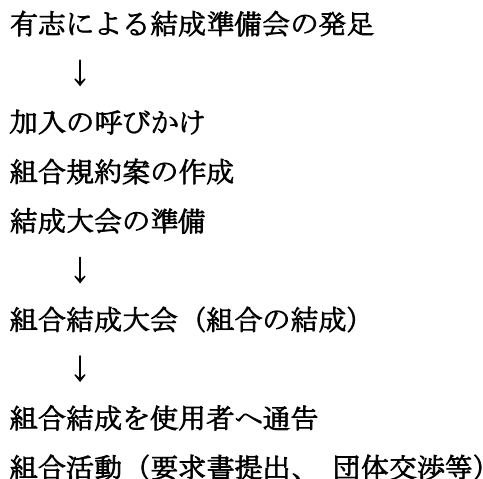 有志による結成準備会の発足
↓
加入の呼びかけ
組合規約案の作成
結成大会の準備
↓
組合結成大会（組合の結成）
↓
組合結成を使用者へ通告
組合活動（要求書提出、 団体交渉等）